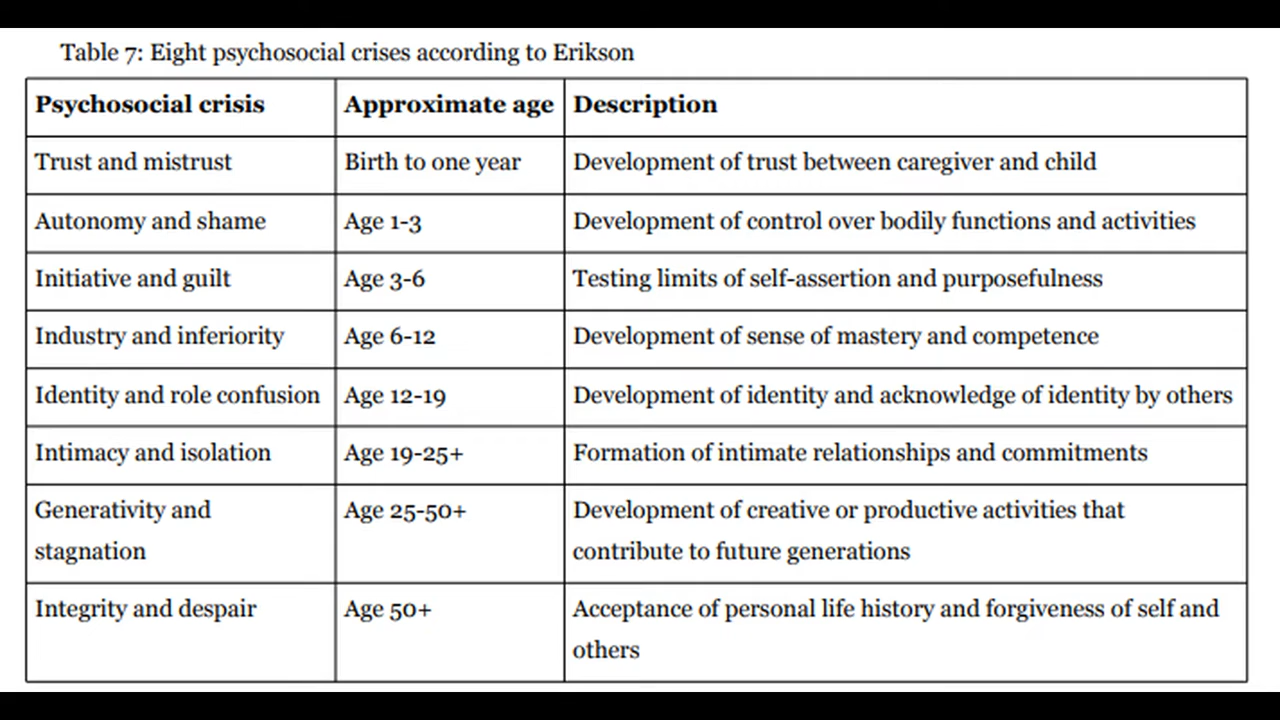 Table 7: Eight psychosocial crises according to Erikson
Psychosocial crisis Approximate age Description
Trust and mistrust Birth to one year Development of trust between caregiver and child
Autonomy and shame Age 1-3 Development of control over bodily functions and activities
Initiative and guilt Age 3-6 Testing limits of self-assertion and purposefulness
Industry and inferiority Age 6-12 Development of sense of mastery and competence
Identity and role confusion Age 12-19 Development of identity and acknowledge of identity by others
Intimacy and isolation Age 19-25+ Formation of intimate relationships and commitments
Generativity and Age 25-50+ Development of creative or productive activities that
stagnation contribute to future generations
Integrity and despair Age 50+ Acceptance of personal life history and forgiveness of self and
others